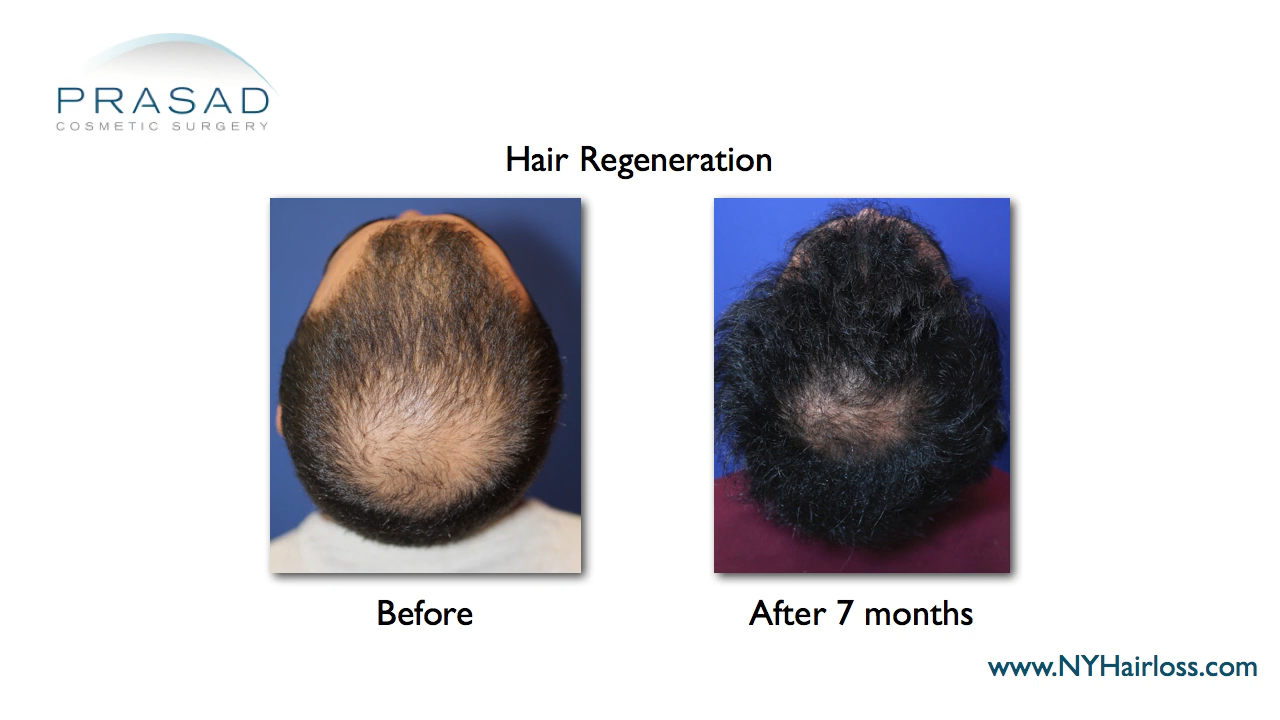 PRASAD
COSMETIC SURGERY
Hair Regeneration
Before
After 7 months
www.NYHairloss.com